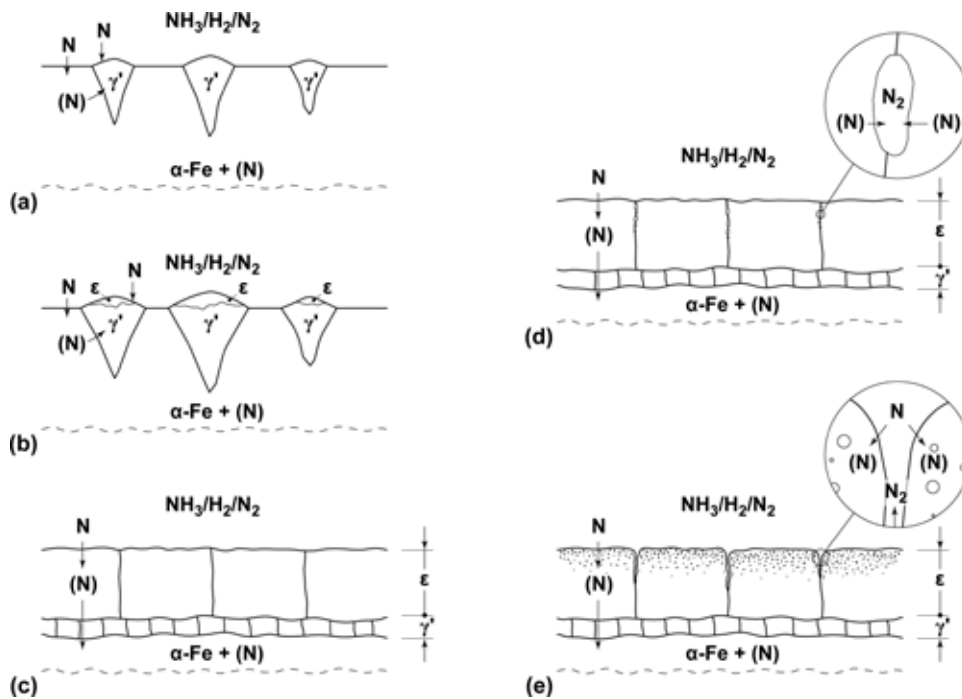 NH₃/H₂/N₂
N N
γ' γ' γ'
(N)
α-Fe + (N)
(a)
NH₃/H₂/N₂
N ε N ε ε
γ' γ' γ'
(N)
α-Fe + (N)
(b)
NH₃/H₂/N₂
N
(N) ε
γ'
α-Fe + (N)
(c)
N₂
(N) (N)
NH₃/H₂/N₂
N
(N) ε
γ'
α-Fe + (N)
(d)
N
(N) (N)
N₂
NH₃/H₂/N₂
N
(N) ε
γ'
α-Fe + (N)
(e)